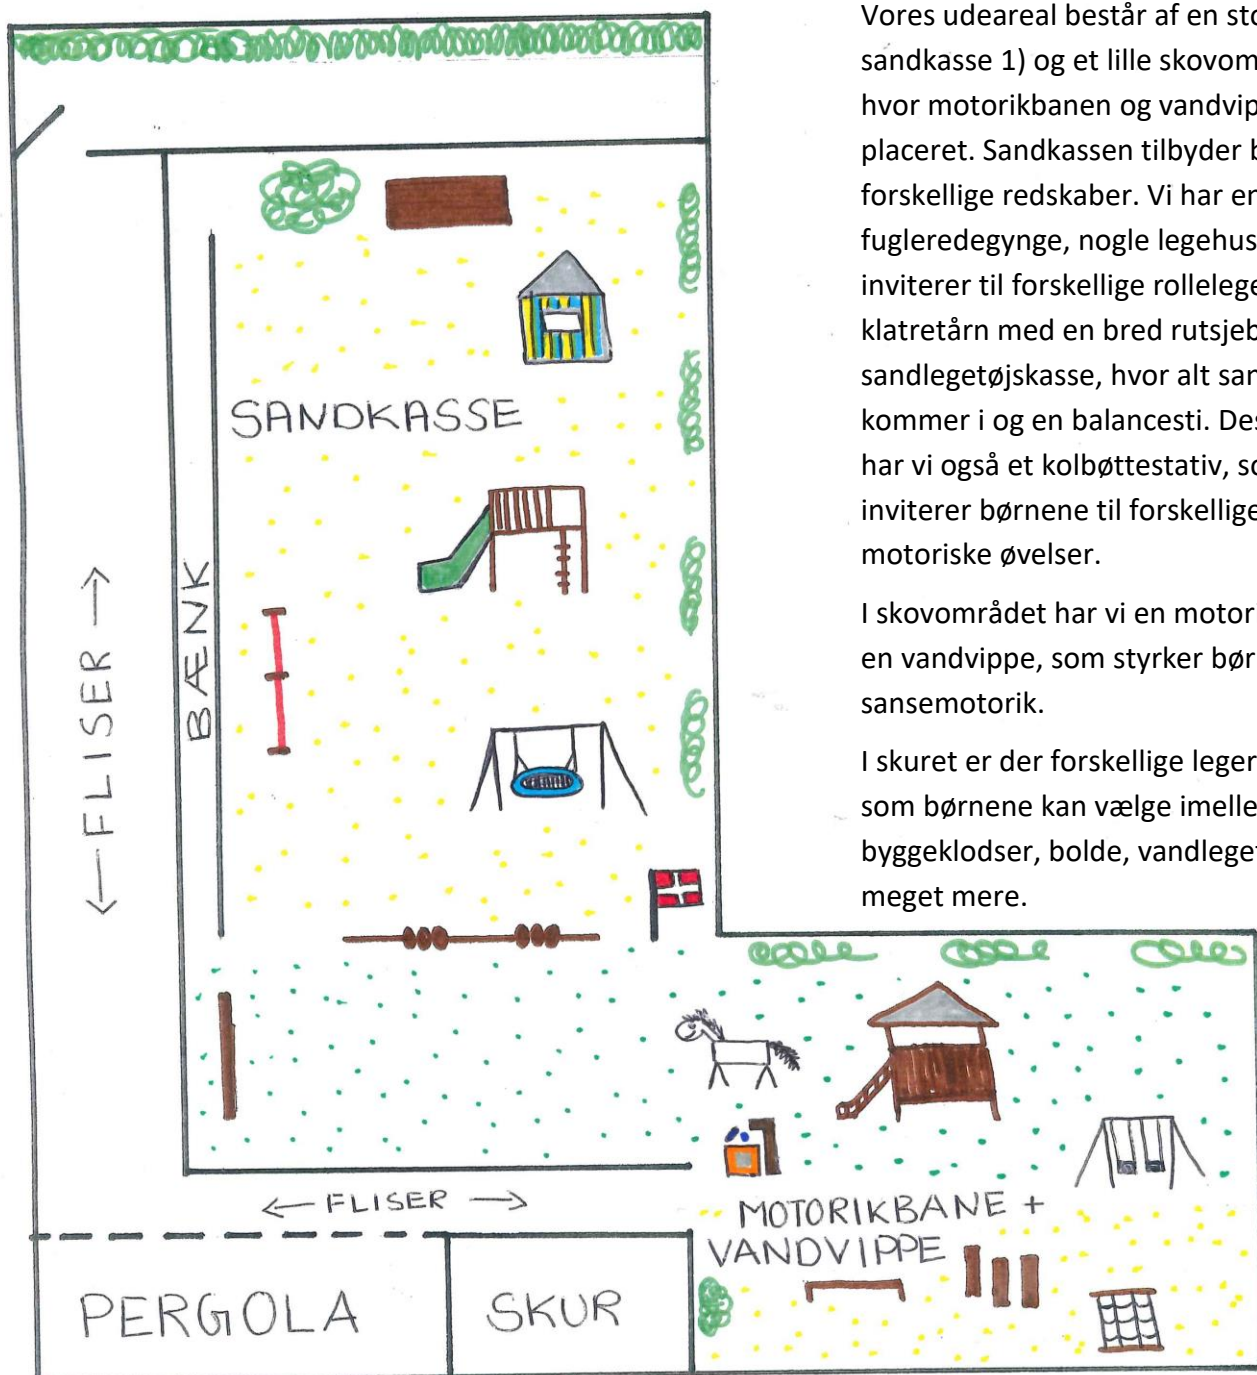 Vores udeareal består af en sto
sandkasse 1) og et lille skovom
hvor motorikbanen og vandvip
placeret. Sandkassen tilbyder b
forskellige redskaber. Vi har en
fugleredegynge, nogle legehus
inviterer til forskellige rollelege
klatretårn med en bred rutsjeb
sandlegetøjskasse, hvor alt san
kommer i og en balancesti. Des
har vi også et kolbøttestativ, so
inviterer børnene til forskellige
motoriske øvelser.
I skovområdet har vi en motor
en vandvippe, som styrker bør
sansemotorik.
I skuret er der forskellige leger
som børnene kan vælge imelle
byggeklodser, bolde, vandleget
meget mere.
SANDKASSE
BÆNK
← FLISER →
← FLISER →
MOTORIKBANE +
VANDVIPPE
PERGOLA
SKUR